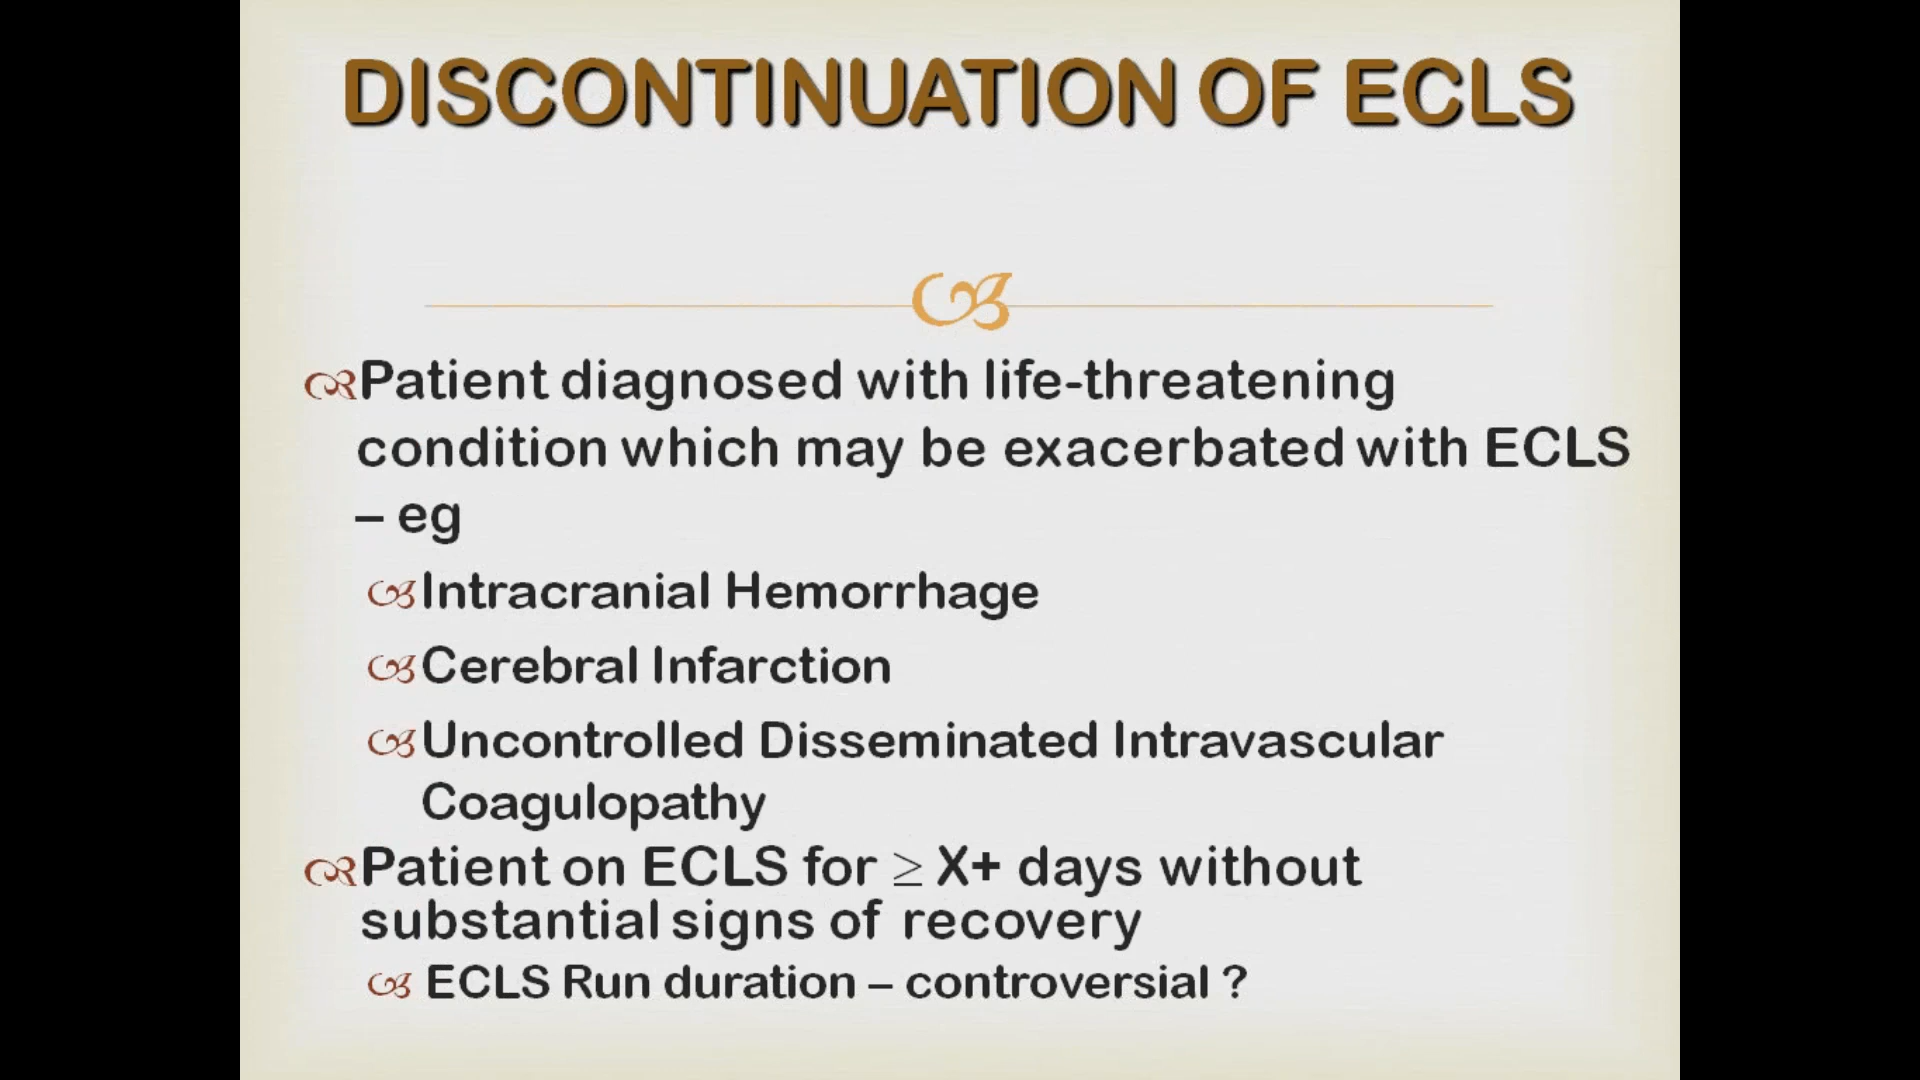 DISCONTINUATION OF ECLS
Patient diagnosed with life-threatening
condition which may be exacerbated with ECLS
– eg
Intracranial Hemorrhage
Cerebral Infarction
Uncontrolled Disseminated Intravascular
Coagulopathy
Patient on ECLS for ≥ X+ days without
substantial signs of recovery
ECLS Run duration – controversial ?